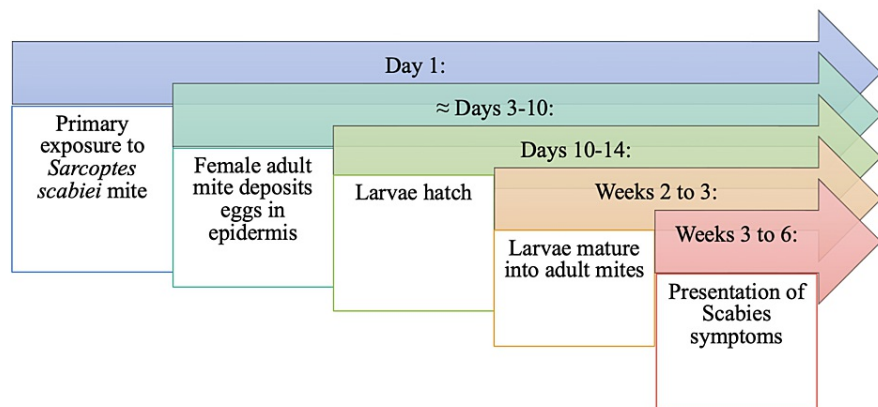 Day 1:
Primary
exposure to
Sarcoptes
scabiei mite
≈ Days 3-10:
Female adult
mite deposits
eggs in
epidermis
Days 10-14:
Larvae hatch
Weeks 2 to 3:
Larvae mature
into adult mites
Weeks 3 to 6:
Presentation of
Scabies
symptoms